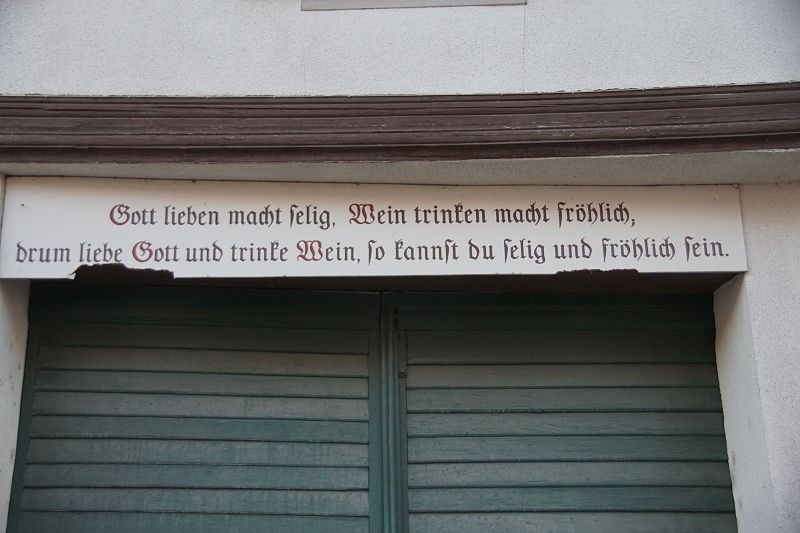 Gott lieben macht ſelig, Wein trinken macht fröhlich;
drum liebe Gott und trinke Wein, ſo kannſt du ſelig und fröhlich ſein.